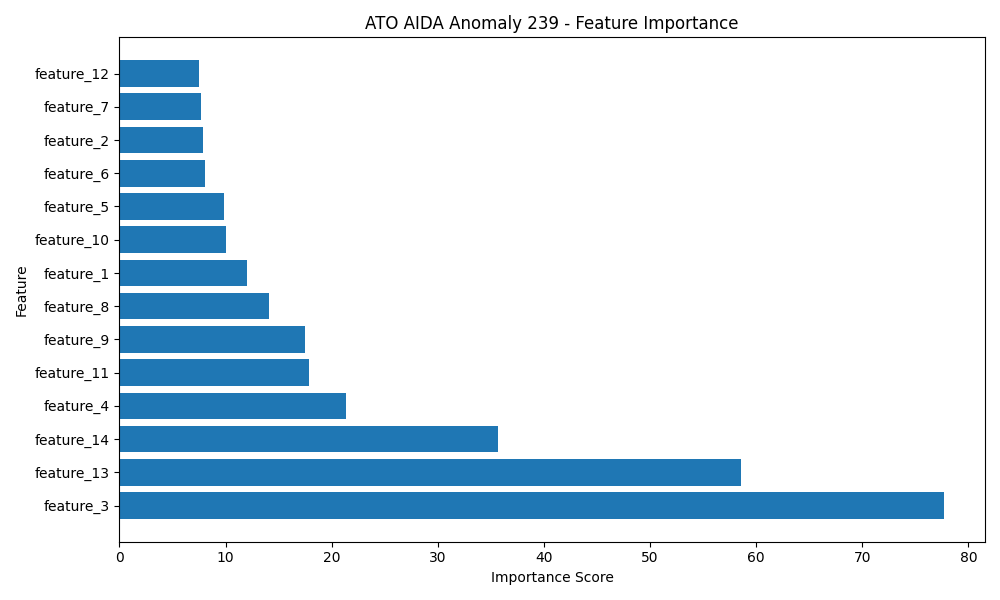 ATO AIDA Anomaly 239 - Feature Importance
feature_12
feature_7
feature_2
feature_6
feature_5
feature_10
feature_1
feature_8
feature_9
feature_11
feature_4
feature_14
feature_13
feature_3
Feature
0 10 20 30 40 50 60 70 80
Importance Score